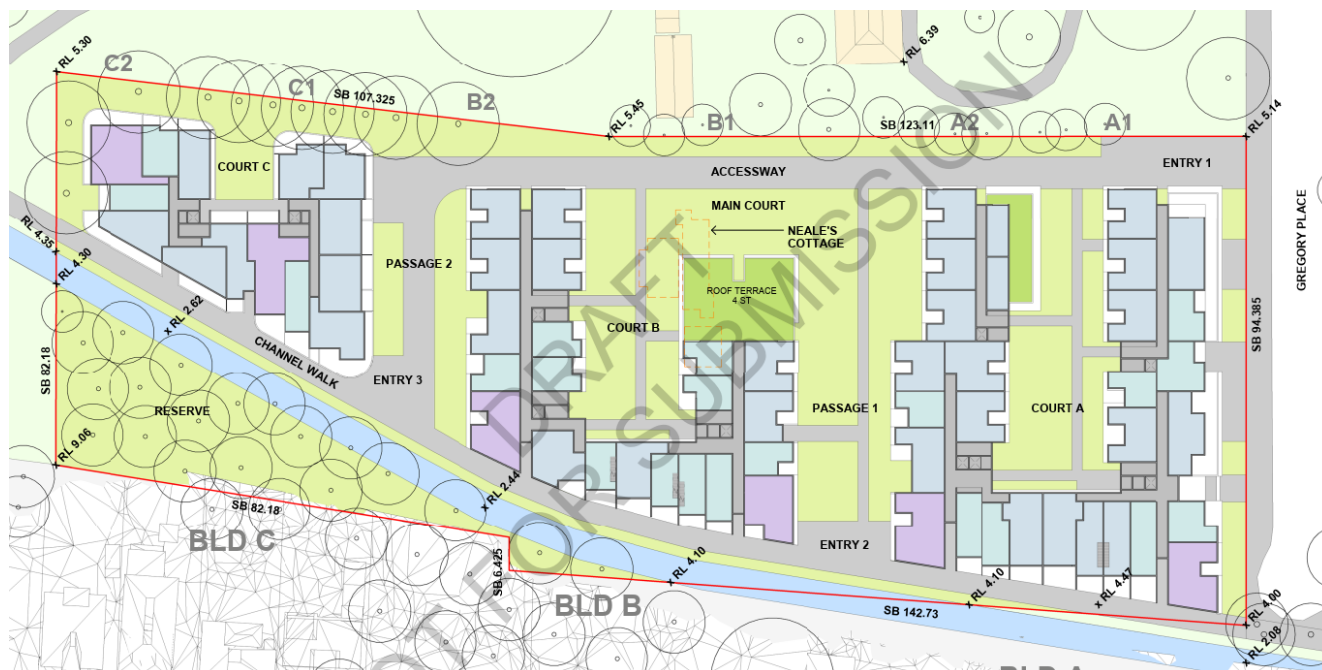 RL 5.30
C2
C1
SB 107.325
B2
x RL 5.45
B1
SB 123.11
A2
A1
x RL 6.39
x RL 5.14
ENTRY 1
COURT C
ACCESSWAY
MAIN COURT
NEALE'S
COTTAGE
GREGORY PLACE
RL 4.35
x RL 4.30
PASSAGE 2
ROOF TERRACE
4 ST
x RL 2.62
COURT B
SB 94.385
CHANNEL WALK
ENTRY 3
SB 82.18
RESERVE
PASSAGE 1
COURT A
x RL 9.06
x RL 2.44
SB 82.18
BLD C
ENTRY 2
SB 6.425
x RL 4.10
BLD B
x RL 4.10
x RL 4.47
SB 142.73
x RL 4.00
x RL 2.08
DRAFT
FOR SUBMISSION